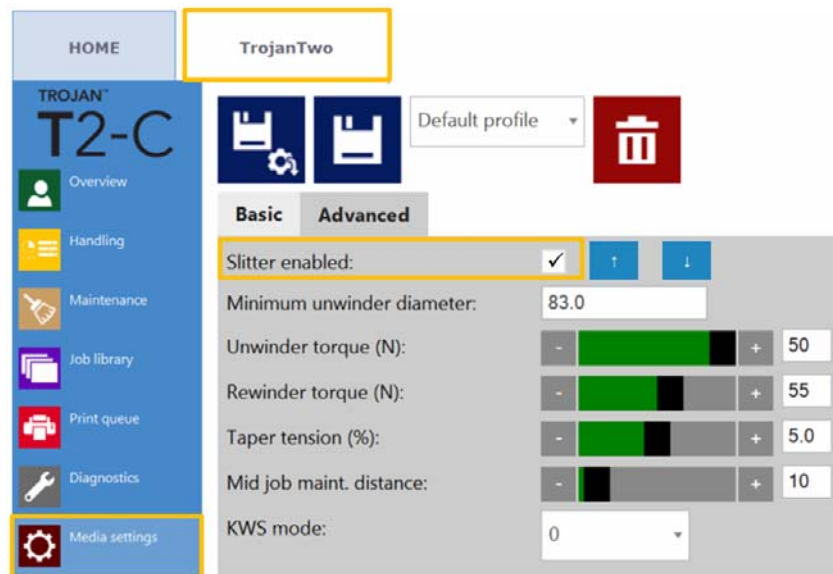 HOME
TrojanTwo
TROJAN™
T2-C
Overview
Handling
Maintenance
Job library
Print queue
Diagnostics
Media settings
Default profile
Basic
Advanced
Slitter enabled: ✓ ↑ ↓
Minimum unwinder diameter: 83.0
Unwinder torque (N): - + 50
Rewinder torque (N): - + 55
Taper tension (%): - + 5.0
Mid job maint. distance: - + 10
KWS mode: 0